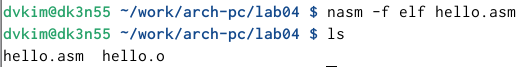 dvkim@dk3n55 ~/work/arch-pc/lab04 $ nasm -f elf hello.asm
dvkim@dk3n55 ~/work/arch-pc/lab04 $ ls
hello.asm  hello.o